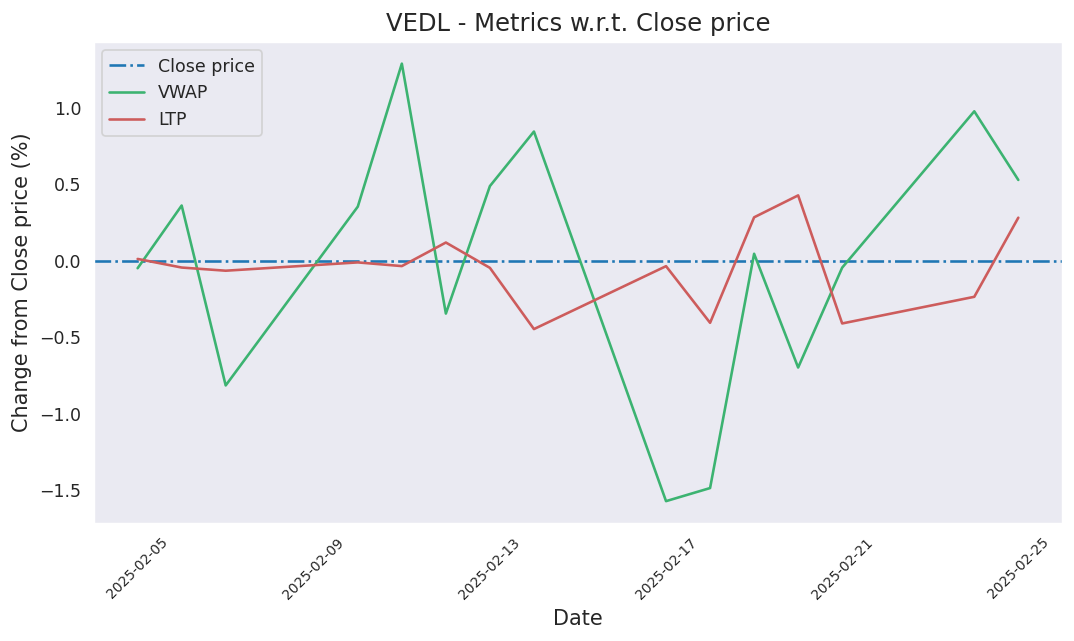 VEDL - Metrics w.r.t. Close price
Close price
VWAP
LTP
Change from Close price (%)
1.0
0.5
0.0
−0.5
−1.0
−1.5
2025-02-05
2025-02-09
2025-02-13
2025-02-17
2025-02-21
2025-02-25
Date